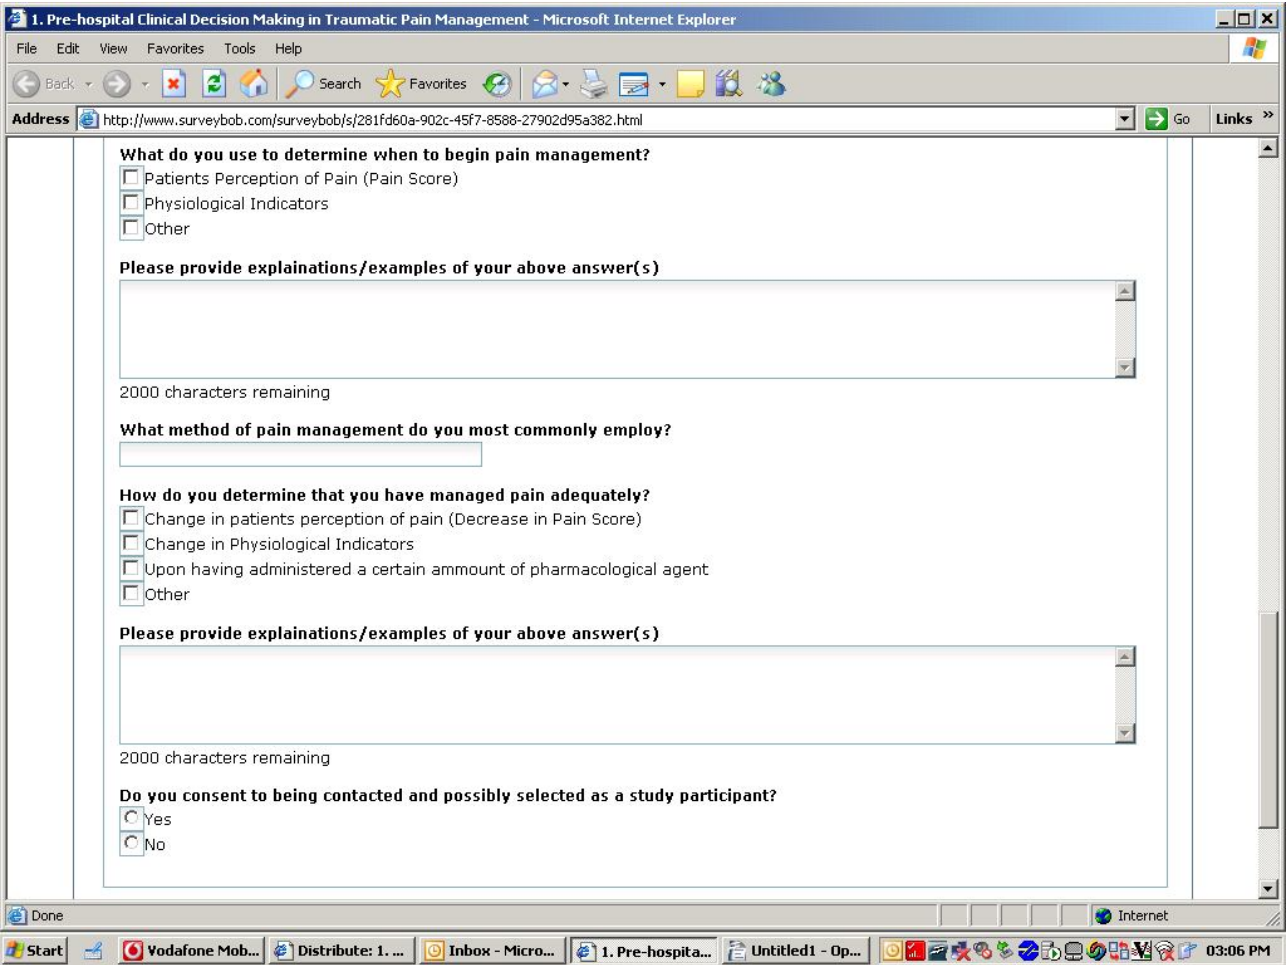 1. Pre-hospital Clinical Decision Making in Traumatic Pain Management - Microsoft Internet Explorer
File Edit View Favorites Tools Help
Back Search Favorites
Address http://www.surveybob.com/surveybob/s/281fd60a-902c-45f7-8588-27902d95a382.html Go Links »
What do you use to determine when to begin pain management?
Patients Perception of Pain (Pain Score)
Physiological Indicators
Other
Please provide explainations/examples of your above answer(s)
2000 characters remaining
What method of pain management do you most commonly employ?
How do you determine that you have managed pain adequately?
Change in patients perception of pain (Decrease in Pain Score)
Change in Physiological Indicators
Upon having administered a certain ammount of pharmacological agent
Other
Please provide explainations/examples of your above answer(s)
2000 characters remaining
Do you consent to being contacted and possibly selected as a study participant?
Yes
No
Done Internet
Start Vodafone Mob... Distribute: 1. ... Inbox - Micro... 1. Pre-hospita... Untitled1 - Op... 03:06 PM